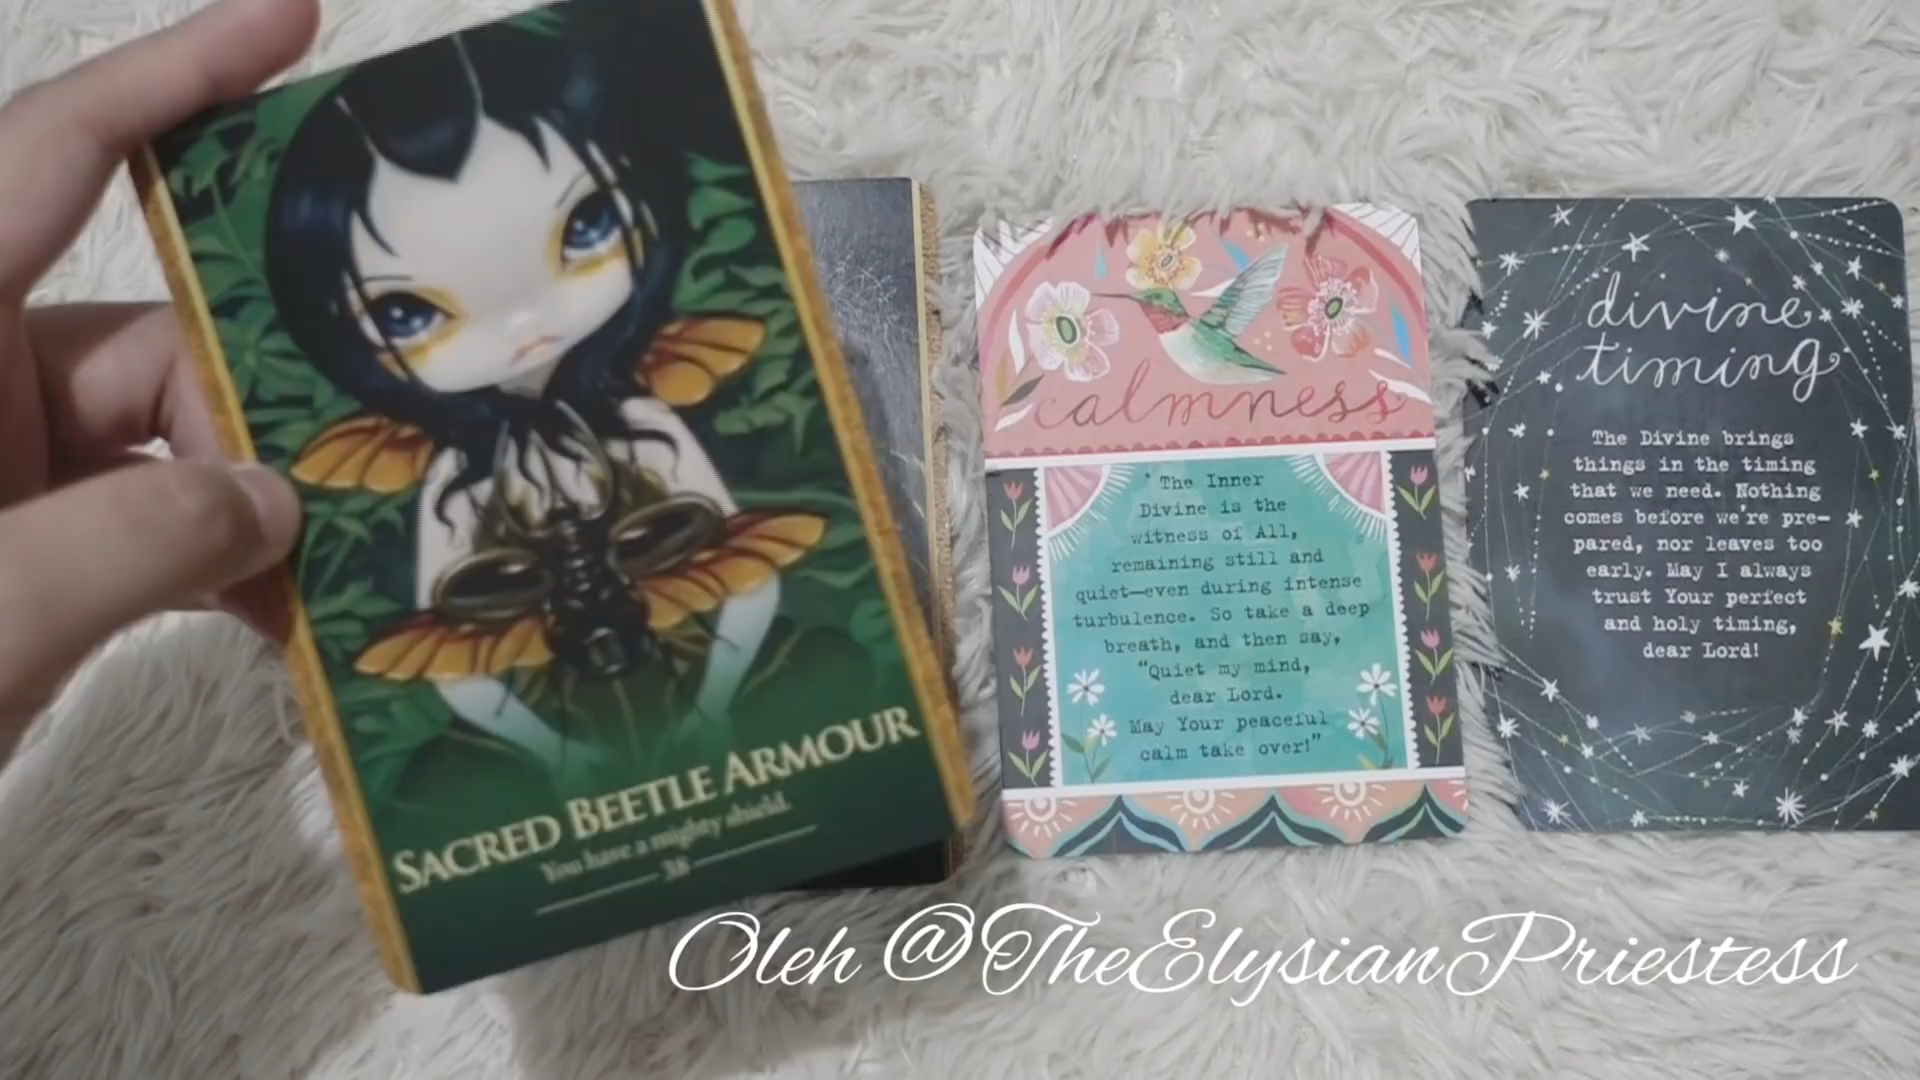 SACRED BEETLE ARMOUR
You have a mighty shield.
38
calmness
The Inner
Divine is the
witness of All,
remaining still and
quiet—even during intense
turbulence. So take a deep
breath, and then say,
"Quiet my mind,
dear Lord.
May Your peaceful
calm take over!"
divine
timing
The Divine brings
things in the timing
that we need. Nothing
comes before we're pre-
pared, nor leaves too
early. May I always
trust Your perfect
and holy timing,
dear Lord!
Oleh @TheElysianPriestess